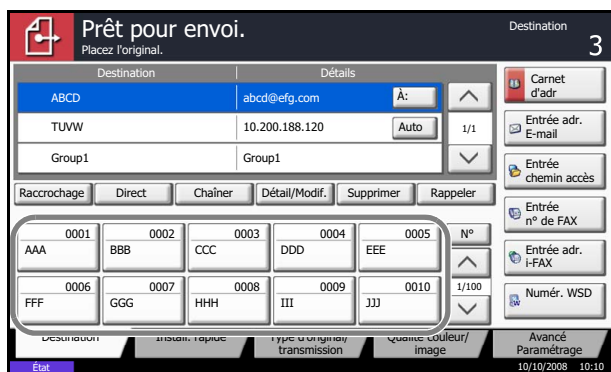 Prêt pour envoi.
Placez l'original.
Destination
3
Destination Détails
ABCD abcd@efg.com À:
TUVW 10.200.188.120 Auto 1/1
Group1 Group1
Carnet
d'adr
Entrée adr.
E-mail
Entrée
chemin accès
Entrée
n° de FAX
Entrée adr.
i-FAX
Numér. WSD
Raccrochage Direct Chaîner Détail/Modif. Supprimer Rappeler
0001 0002 0003 0004 0005 N°
AAA BBB CCC DDD EEE
0006 0007 0008 0009 0010 1/100
FFF GGG HHH III JJJ
Destination Install. rapide Type d'original/
transmission Qualité couleur/
image Avancé
Paramétrage
État 10/10/2008 10:10